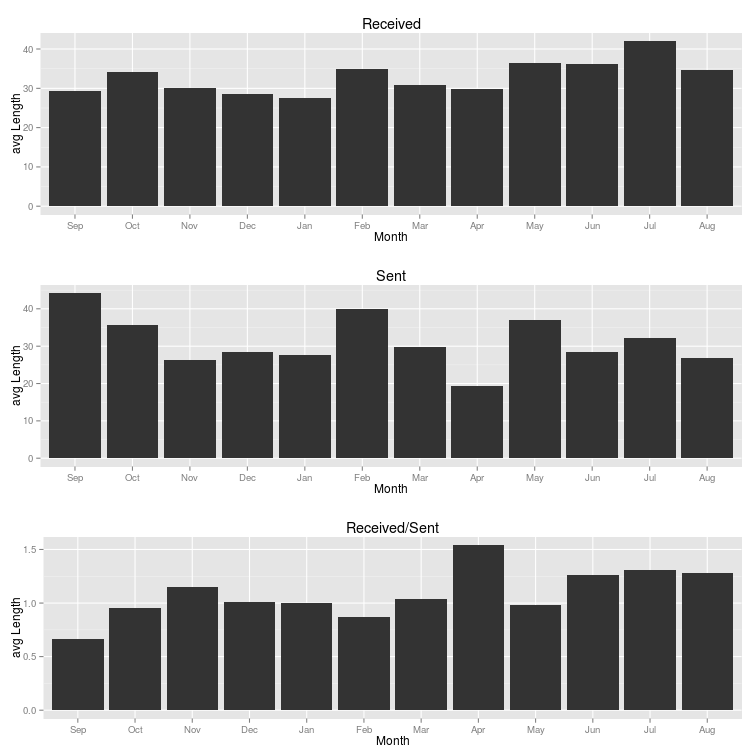 Received
avg Length
40
30
20
10
0
Sep Oct Nov Dec Jan Feb Mar Apr May Jun Jul Aug
Month
Sent
avg Length
40
30
20
10
0
Sep Oct Nov Dec Jan Feb Mar Apr May Jun Jul Aug
Month
Received/Sent
avg Length
1.5
1.0
0.5
0.0
Sep Oct Nov Dec Jan Feb Mar Apr May Jun Jul Aug
Month